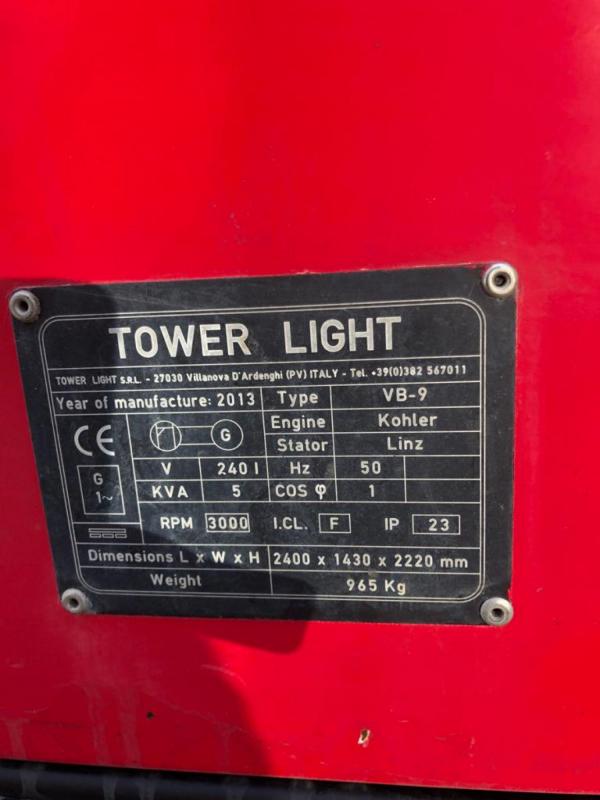 TOWER LIGHT
TOWER LIGHT S.R.L. - 27030 Villanova D'Ardenghi (PV) ITALY - Tel. +39(0)382 567011
Year of manufacture: 2013 Type VB-9
Engine Kohler
CE G Stator Linz
V 240 I Hz 50
G
1~ KVA 5 COS φ 1
RPM 3000 I.CL. F IP 23
Dimensions L x W x H 2400 x 1430 x 2220 mm
Weight 965 Kg